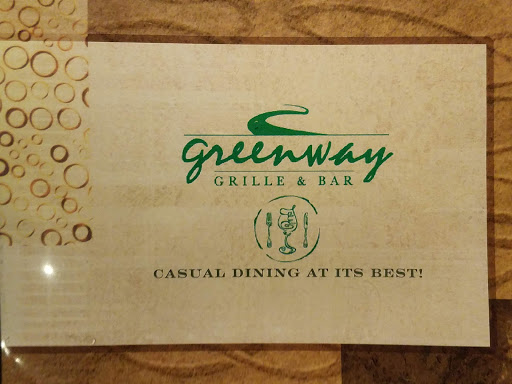 greenway
GRILLE & BAR
CASUAL DINING AT ITS BEST!